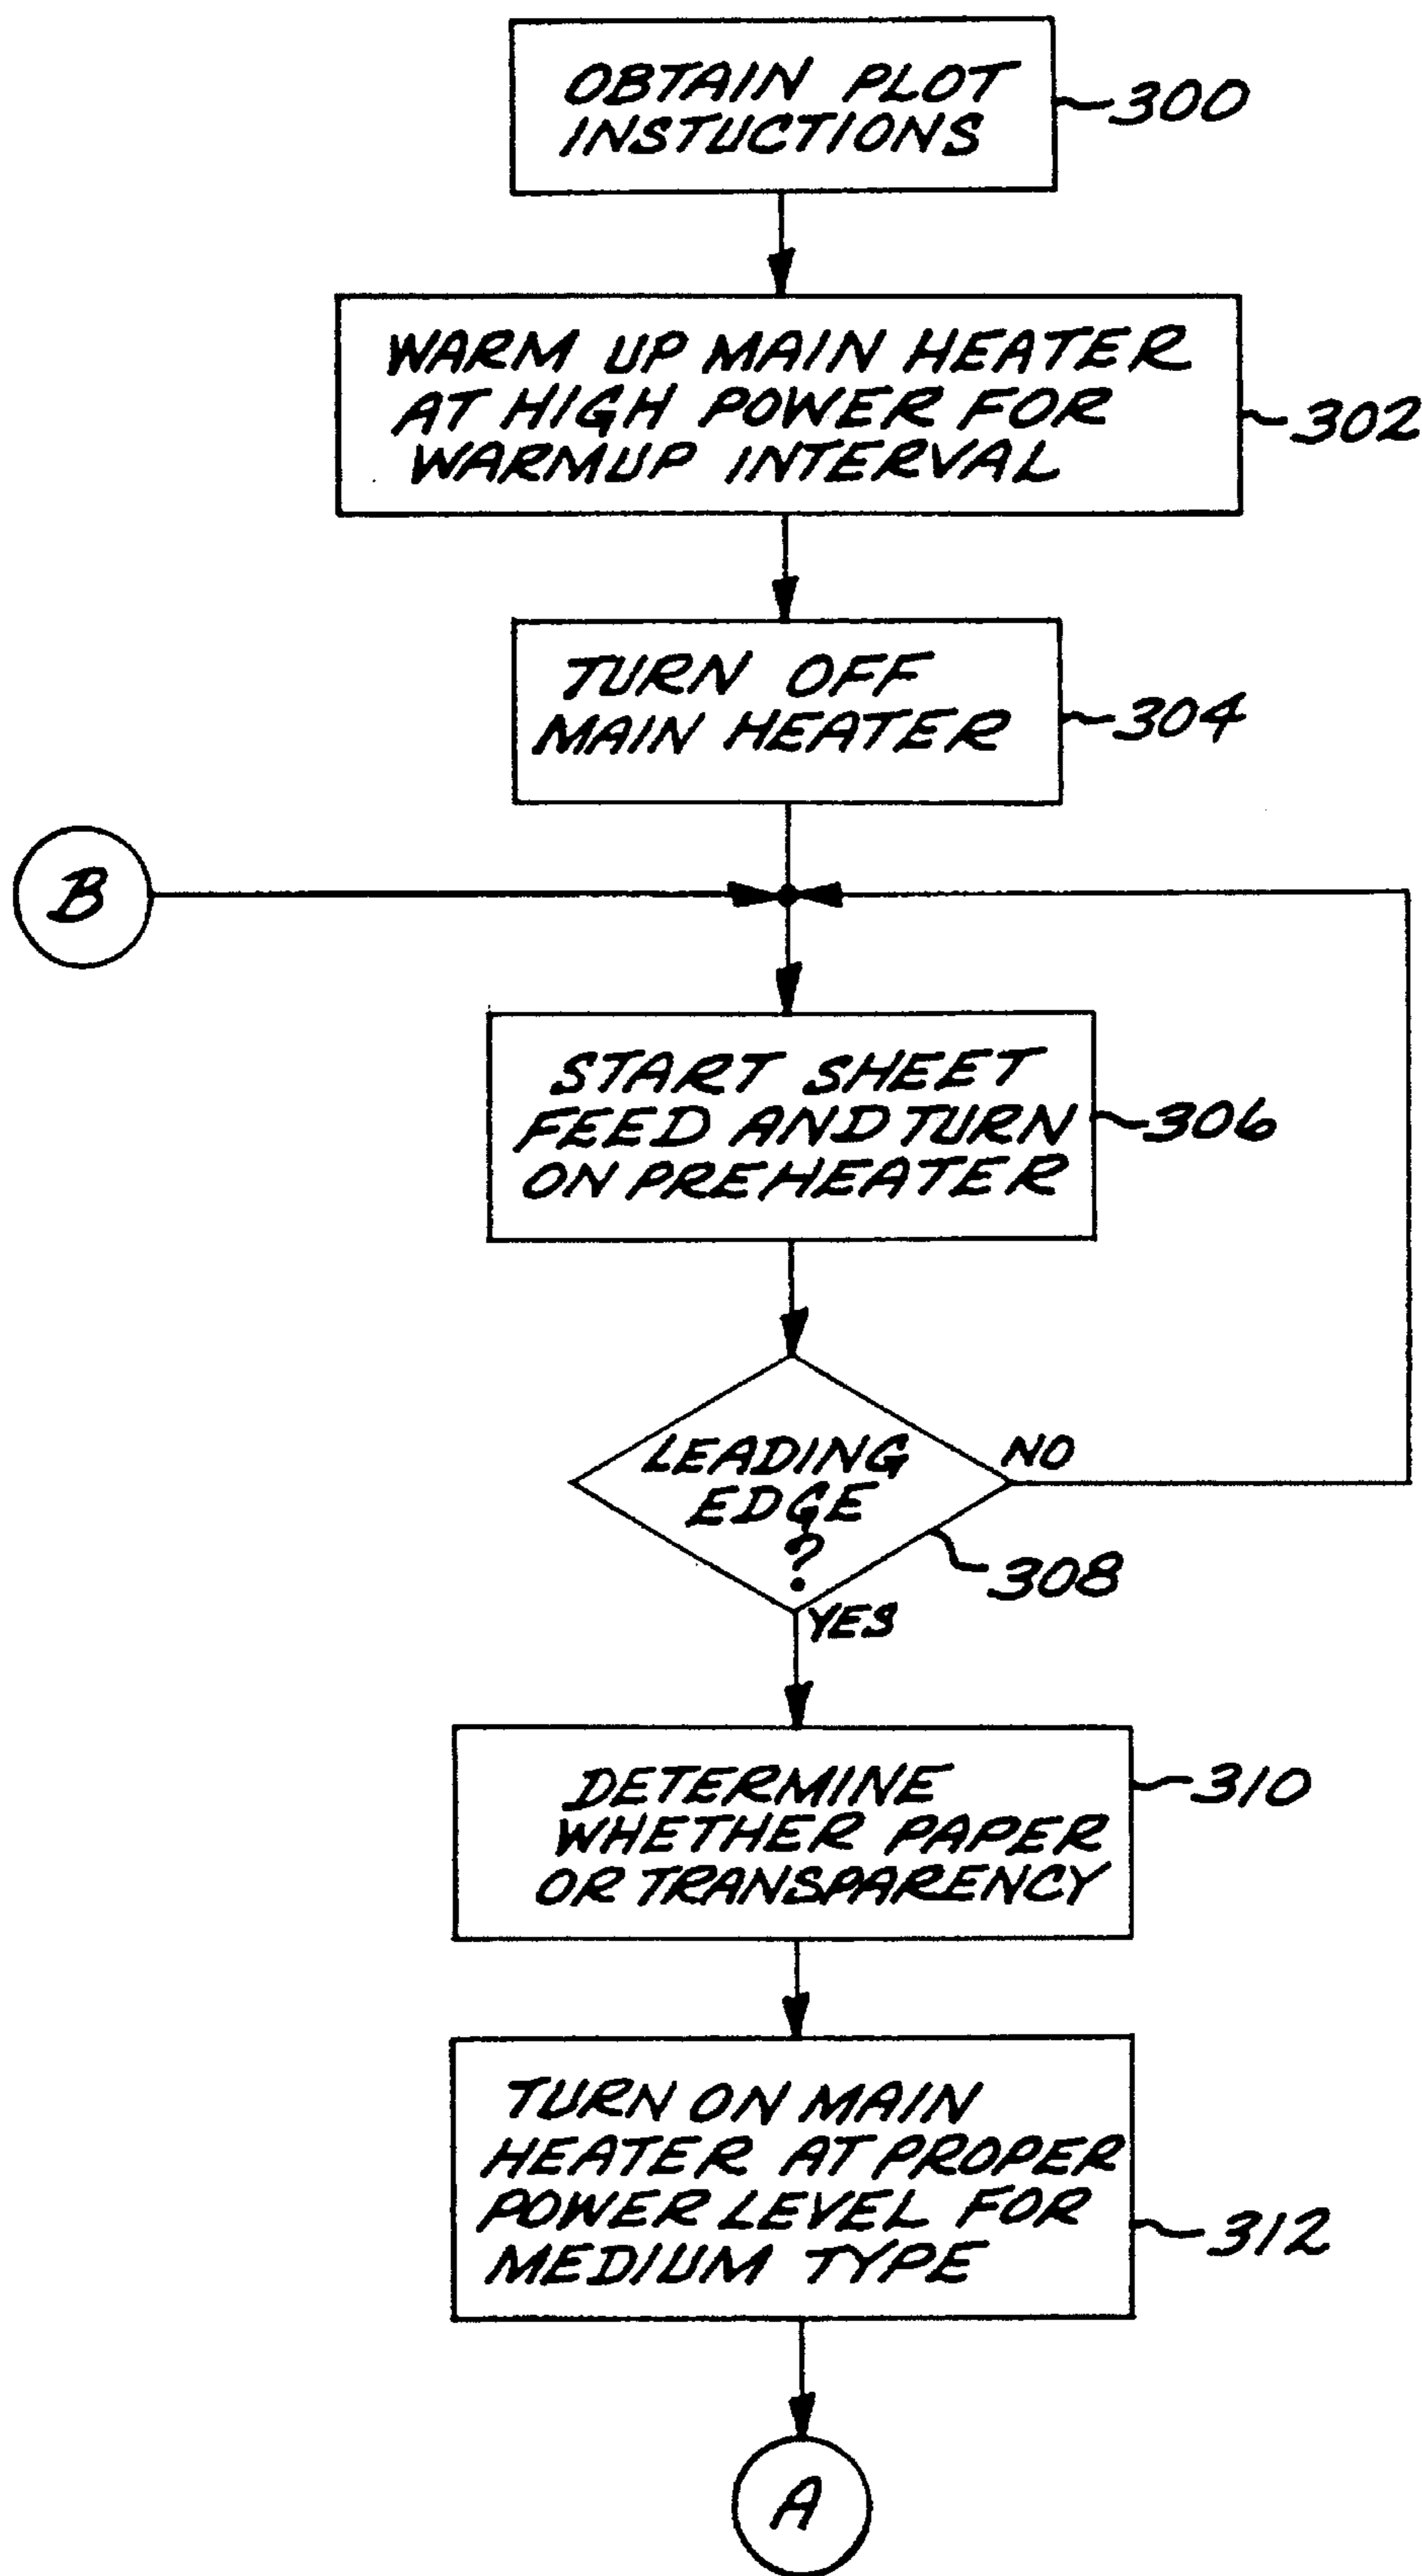 OBTAIN PLOT
INSTUCTIONS
300
WARM UP MAIN HEATER
AT HIGH POWER FOR
WARMUP INTERVAL
302
TURN OFF
MAIN HEATER
304
B
START SHEET
FEED AND TURN
ON PREHEATER
306
LEADING
EDGE
?
NO
308
YES
DETERMINE
WHETHER PAPER
OR TRANSPARENCY
310
TURN ON MAIN
HEATER AT PROPER
POWER LEVEL FOR
MEDIUM TYPE
312
A